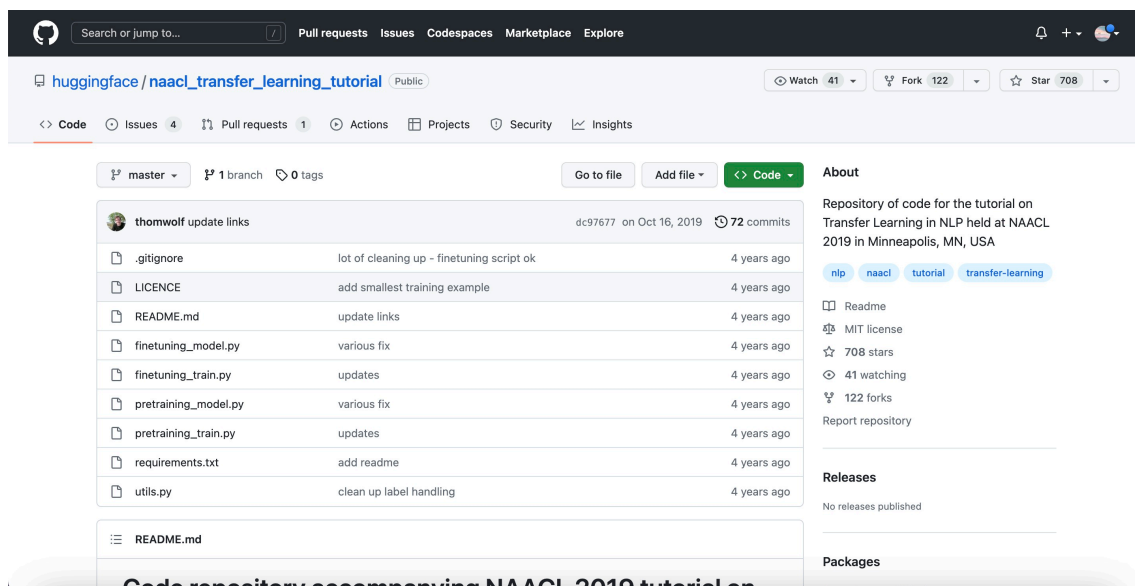 Search or jump to... / Pull requests Issues Codespaces Marketplace Explore
huggingface / naacl_transfer_learning_tutorial Public Watch 41 Fork 122 Star 708
Code Issues 4 Pull requests 1 Actions Projects Security Insights
master 1 branch 0 tags Go to file Add file Code
thomwolf update links dc97677 on Oct 16, 2019 72 commits
.gitignore lot of cleaning up - finetuning script ok 4 years ago
LICENCE add smallest training example 4 years ago
README.md update links 4 years ago
finetuning_model.py various fix 4 years ago
finetuning_train.py updates 4 years ago
pretraining_model.py various fix 4 years ago
pretraining_train.py updates 4 years ago
requirements.txt add readme 4 years ago
utils.py clean up label handling 4 years ago
README.md
Code repository accompanying NAACL 2019 tutorial on
About
Repository of code for the tutorial on
Transfer Learning in NLP held at NAACL
2019 in Minneapolis, MN, USA
nlp naacl tutorial transfer-learning
Readme
MIT license
708 stars
41 watching
122 forks
Report repository
Releases
No releases published
Packages